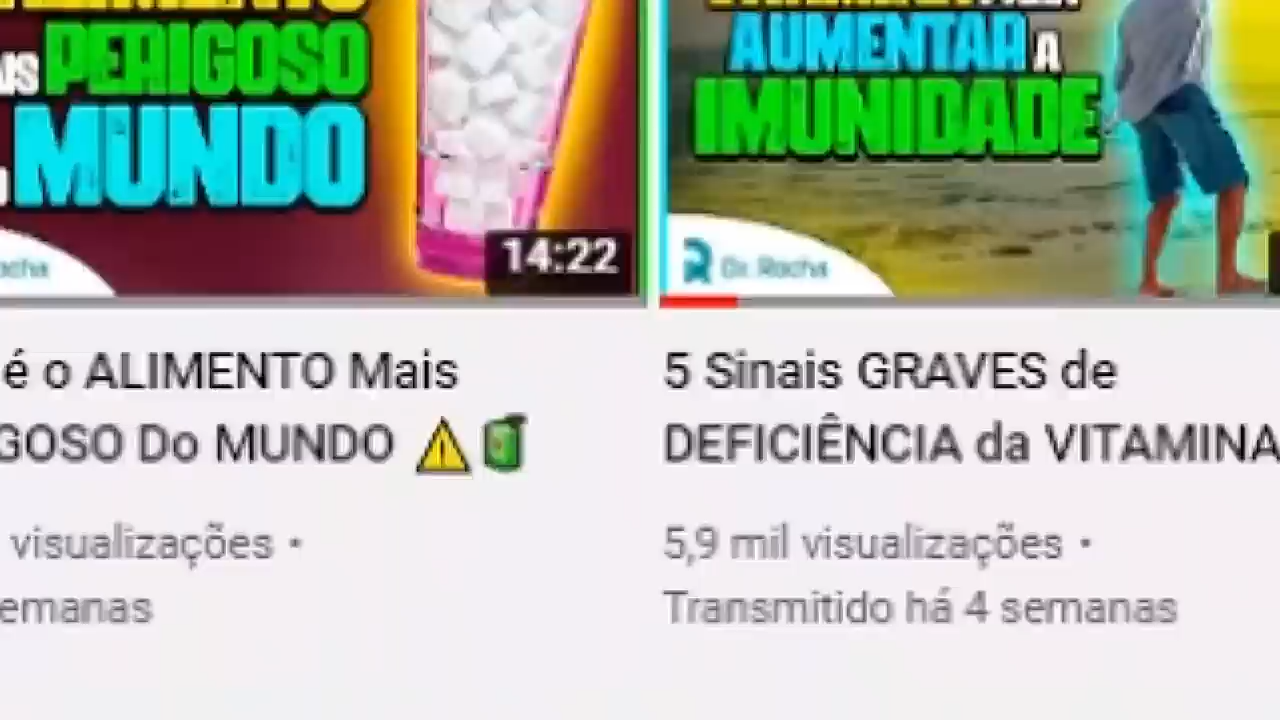 PERIGOSO
MUNDO
14:22
AUMENTAR A
IMUNIDADE
Dr. Rocha
é o ALIMENTO Mais
GOSO Do MUNDO
visualizações •
emanas
5 Sinais GRAVES de
DEFICIÊNCIA da VITAMINA
5,9 mil visualizações •
Transmitido há 4 semanas